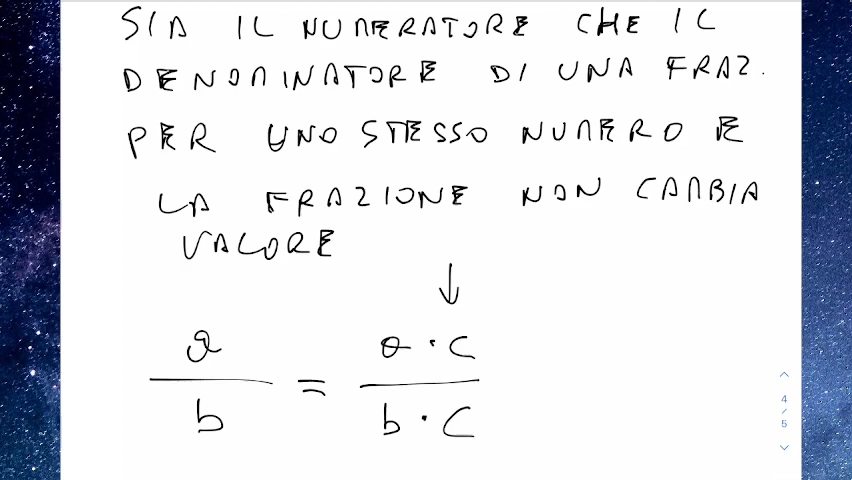 SIA IL NUMERATORE CHE IL
DENOMINATORE DI UNA FRAZ.
PER UNO STESSO NUMERO E
LA FRAZIONE NON CAMBIA
VALORE
↓
a/b = a·c/b·c
4
/
5